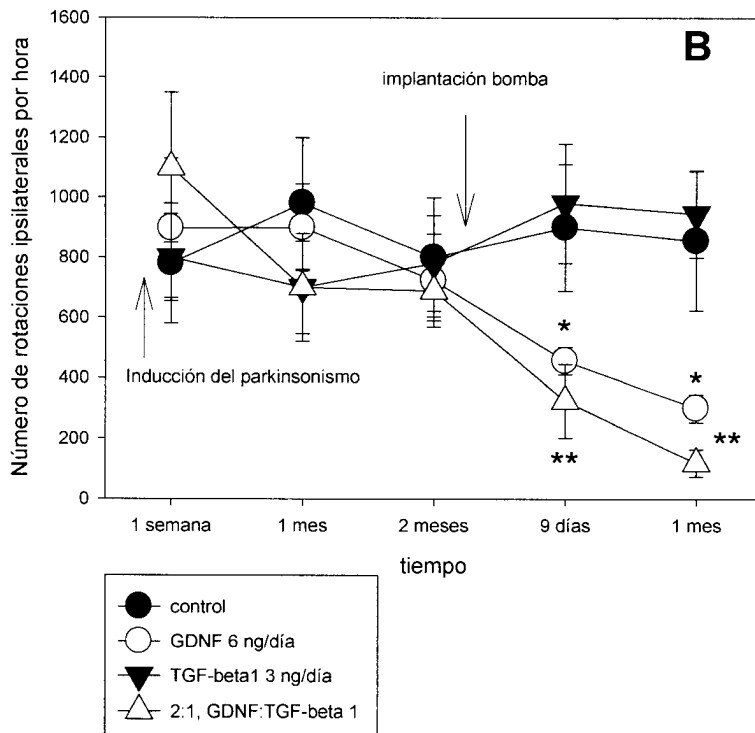 B
Número de rotaciones ipsilaterales por hora
1600
1400
1200
1000
800
600
400
200
0
implantación bomba
Inducción del parkinsonismo
*
*
**
**
1 semana
1 mes
2 meses
9 días
1 mes
tiempo
control
GDNF 6 ng/día
TGF-beta1 3 ng/día
2:1, GDNF:TGF-beta 1